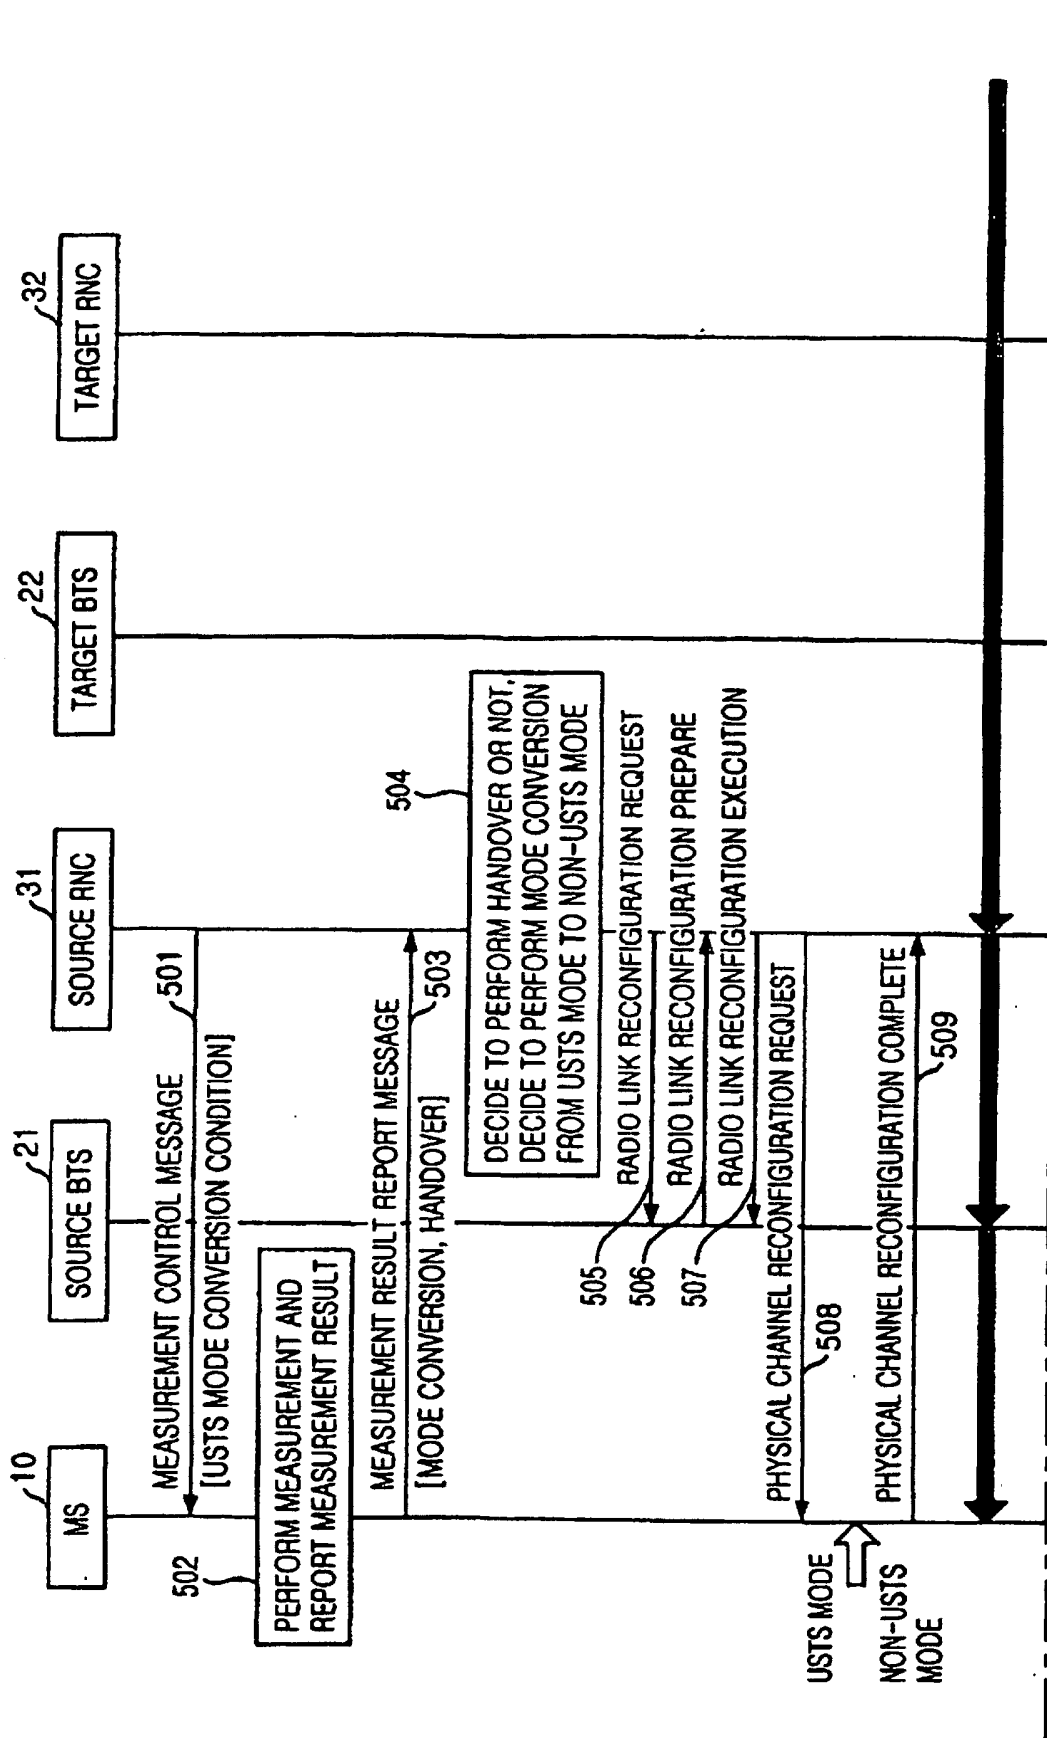 10
MS
21
SOURCE BTS
31
SOURCE RNC
22
TARGET BTS
32
TARGET RNC
MEASUREMENT CONTROL MESSAGE
501
[USTS MODE CONVERSION CONDITION]
502
PERFORM MEASUREMENT AND
REPORT MEASUREMENT RESULT
MEASUREMENT RESULT REPORT MESSAGE
503
[MODE CONVERSION, HANDOVER]
504
DECIDE TO PERFORM HANDOVER OR NOT,
DECIDE TO PERFORM MODE CONVERSION
FROM USTS MODE TO NON-USTS MODE
505
RADIO LINK RECONFIGURATION REQUEST
506
RADIO LINK RECONFIGURATION PREPARE
507
RADIO LINK RECONFIGURATION EXECUTION
PHYSICAL CHANNEL RECONFIGURATION REQUEST
508
USTS MODE
NON-USTS
MODE
PHYSICAL CHANNEL RECONFIGURATION COMPLETE
509